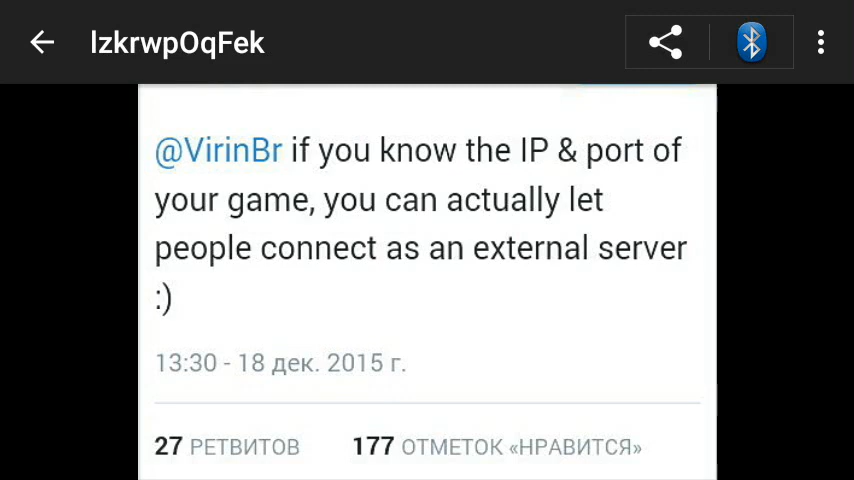 IzkrwpOqFek
@VirinBr if you know the IP & port of
your game, you can actually let
people connect as an external server
:)
13:30 - 18 дек. 2015 г.
27 РЕТВИТОВ 177 ОТМЕТОК «НРАВИТСЯ»